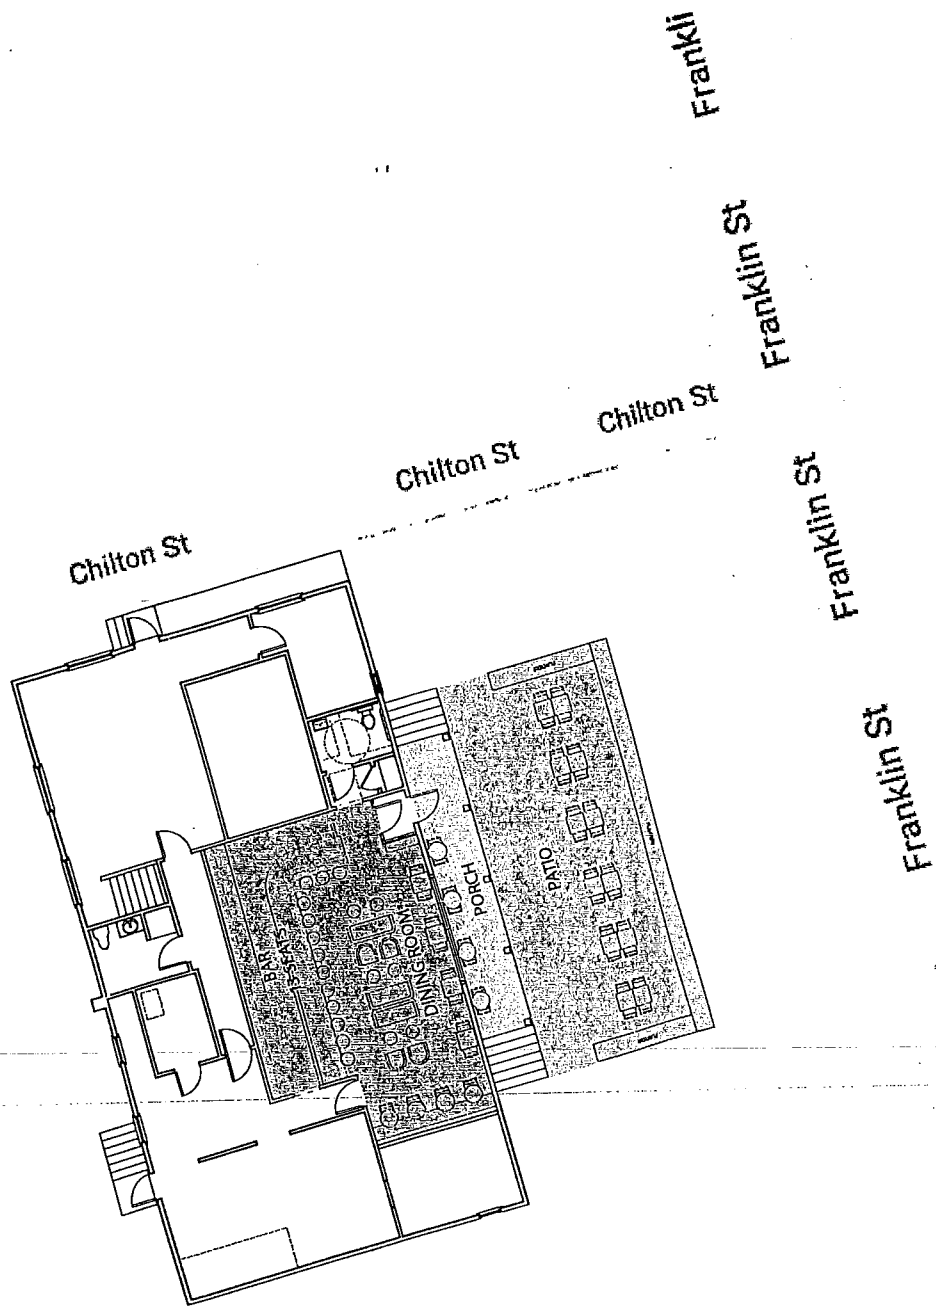 Frankli
Franklin St
Chilton St
Chilton St
Chilton St
Franklin St
Franklin St
PATIO
PORCH
DINING ROOM
BAR
SEATS